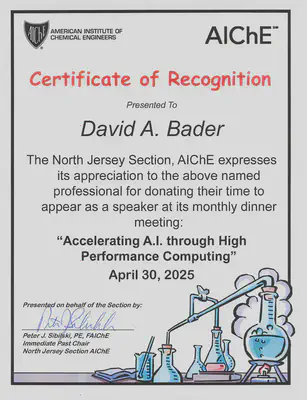 AIChE
AMERICAN INSTITUTE OF
CHEMICAL ENGINEERS
AIChE™
Certificate of Recognition
Presented To
David A. Bader
The North Jersey Section, AIChE expresses
its appreciation to the above named
professional for donating their time to
appear as a speaker at its monthly dinner
meeting:
“Accelerating A.I. through High
Performance Computing”
April 30, 2025
Presented on behalf of the Section by:
Peter J. Sibilski, PE, FAIChE
Immediate Past Chair
North Jersey Section AIChE